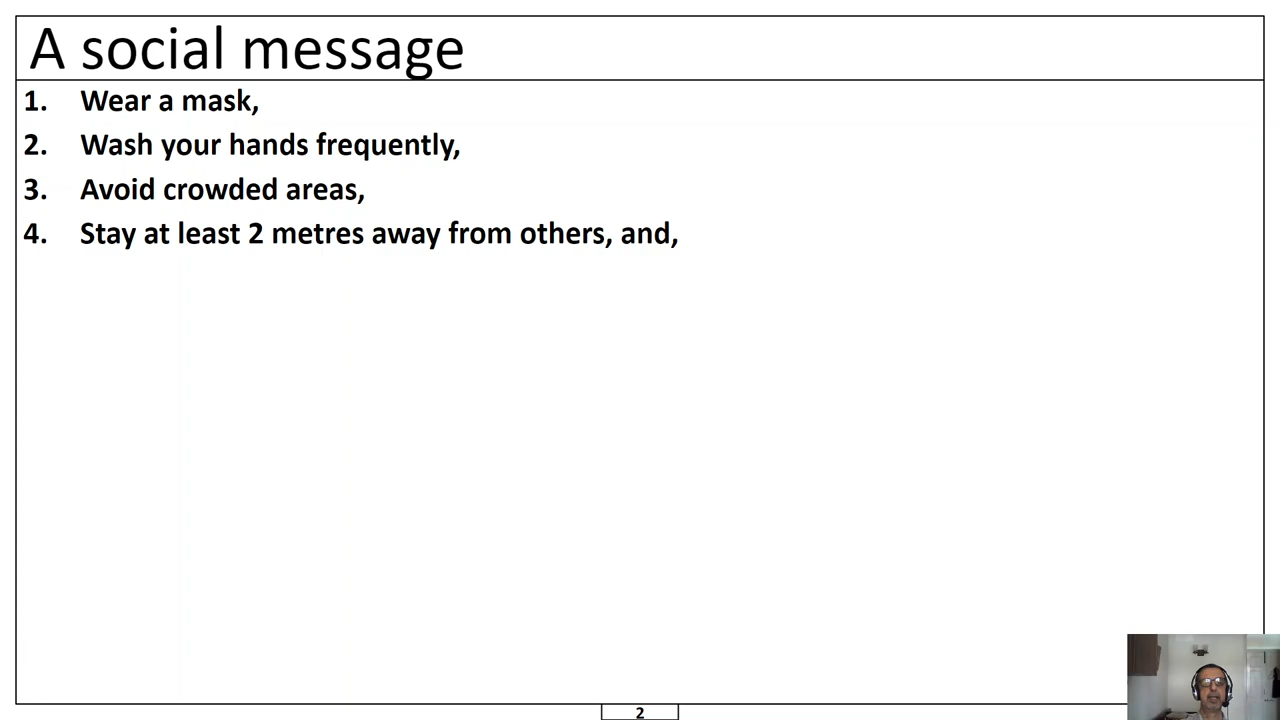 A social message
1. Wear a mask,
2. Wash your hands frequently,
3. Avoid crowded areas,
4. Stay at least 2 metres away from others, and,
2